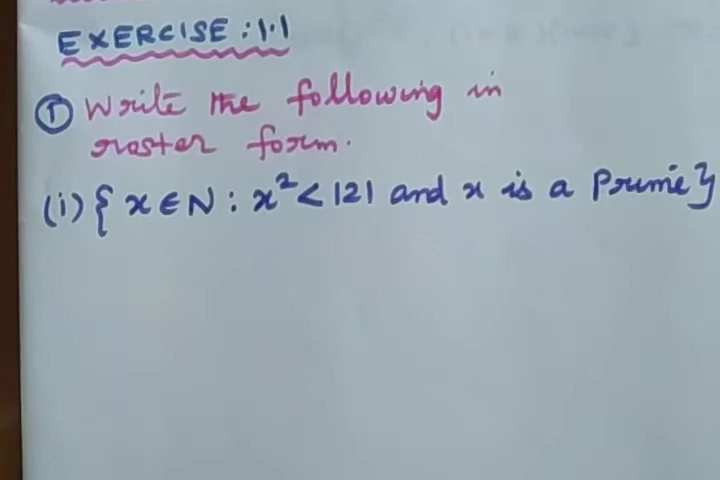 EXERCISE : 1.1
① Write the following in
roster form.
(i) { x ∈ N : x² < 121 and x is a Prime }